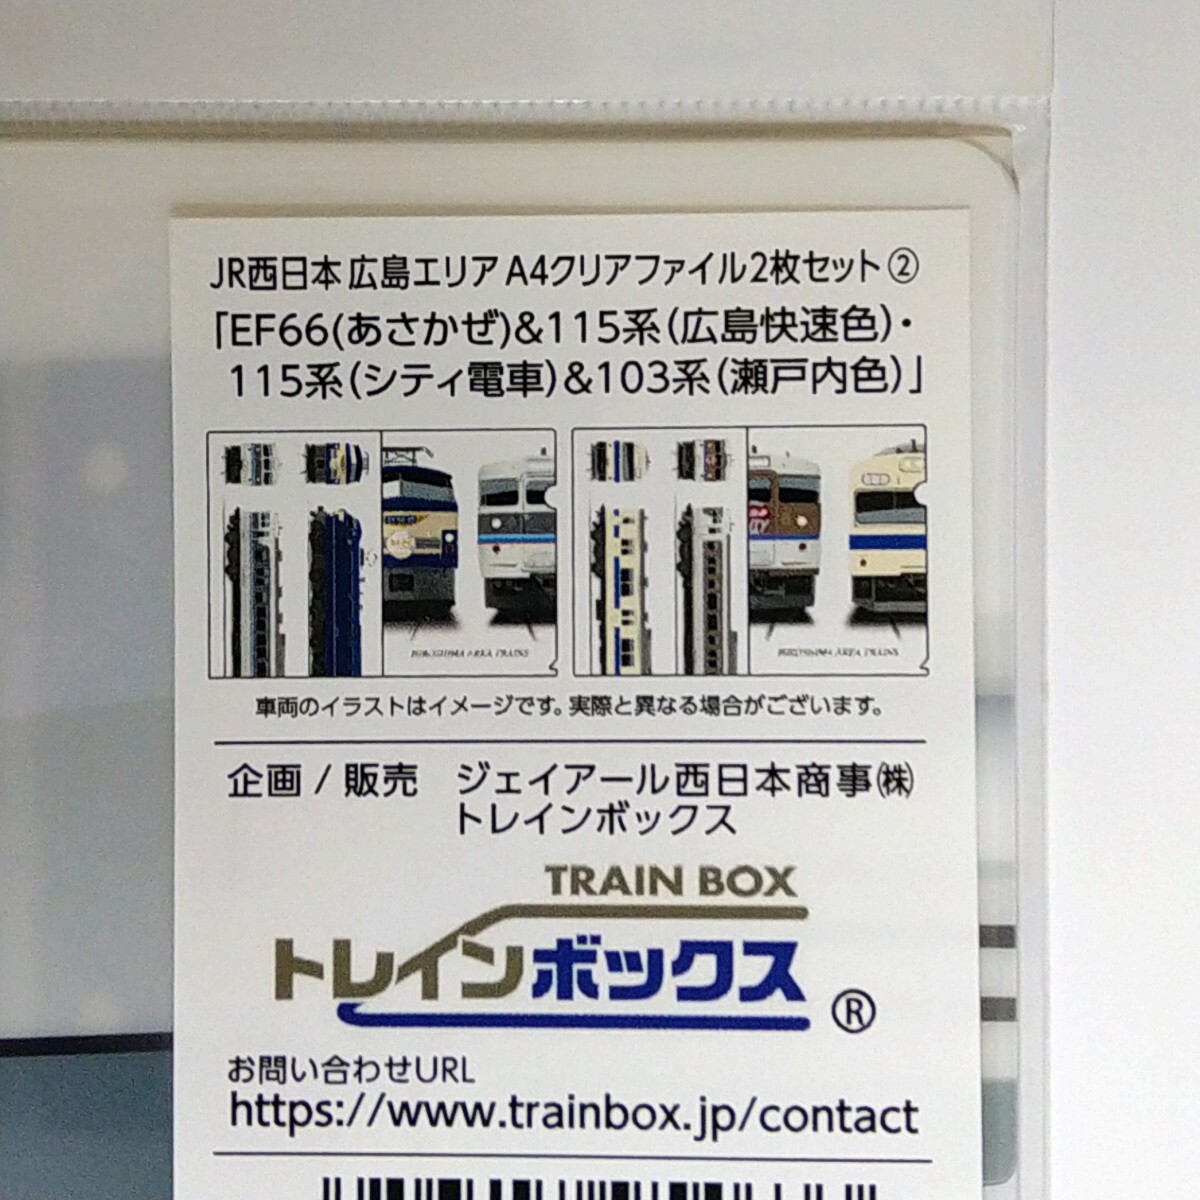 JR西日本 広島エリア A4クリアファイル2枚セット②
「EF66(あさかぜ)&115系(広島快速色)・
115系(シティ電車)&103系(瀬戸内色)」
HIROSHIMA AREA TRAINS
HIROSHIMA AREA TRAINS
車両のイラストはイメージです。実際と異なる場合がございます。
企画 / 販売 ジェイアール西日本商事㈱
トレインボックス
TRAIN BOX
トレインボックス®
お問い合わせURL
https://www.trainbox.jp/contact